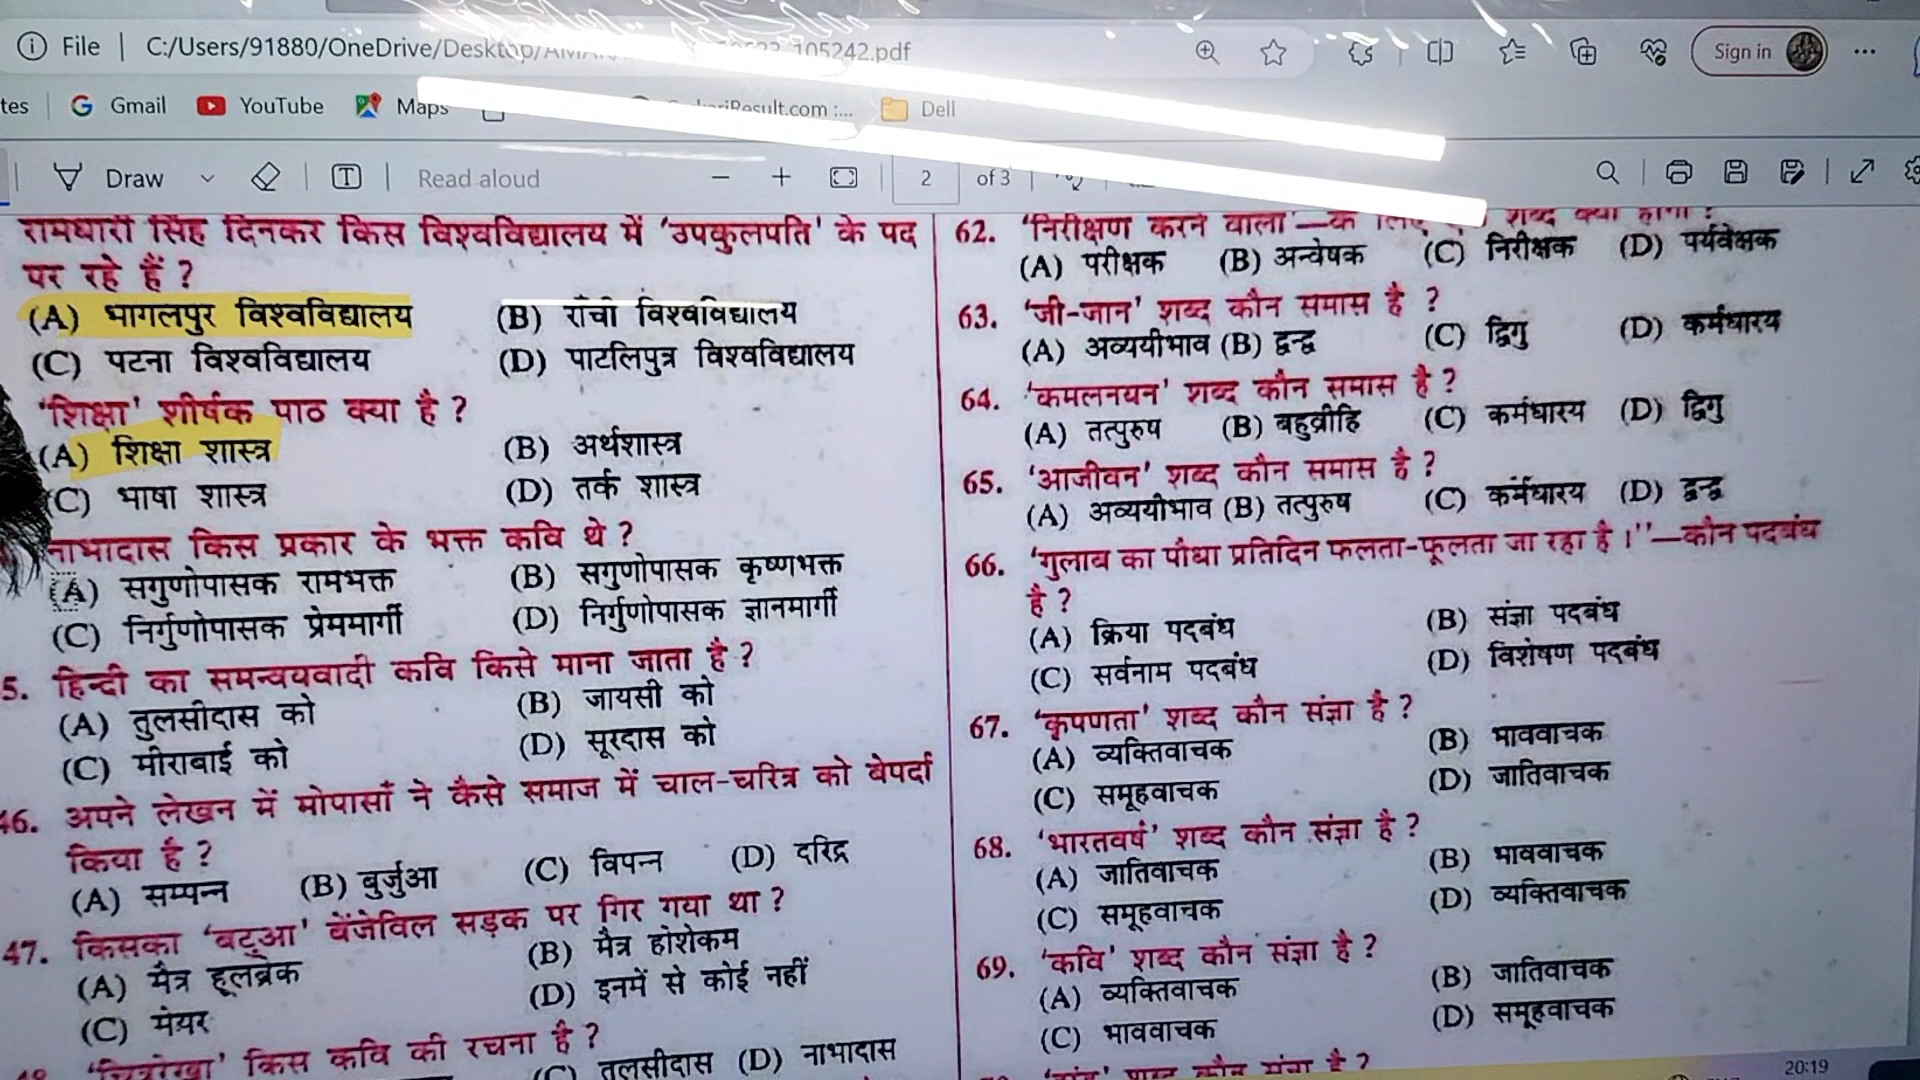 File | C:/Users/91880/OneDrive/Desktop/ 105242.pdf
Sign in
tes Gmail YouTube Maps Dell
Draw Read aloud 2 of 3
रामधारी सिंह दिनकर किस विश्वविद्यालय में 'उपकुलपति' के पद
पर रहे हैं ?
(A) भागलपुर विश्वविद्यालय (B) राँची विश्वविद्यालय
(C) पटना विश्वविद्यालय (D) पाटलिपुत्र विश्वविद्यालय
'शिक्षा' शीर्षक पाठ क्या है ?
(A) शिक्षा शास्त्र (B) अर्थशास्त्र
(C) भाषा शास्त्र (D) तर्क शास्त्र
नाभादास किस प्रकार के भक्त कवि थे ?
(A) सगुणोपासक रामभक्त (B) सगुणोपासक कृष्णभक्त
(C) निर्गुणोपासक प्रेममार्गी (D) निर्गुणोपासक ज्ञानमार्गी
5. हिन्दी का समन्वयवादी कवि किसे माना जाता है ?
(A) तुलसीदास को (B) जायसी को
(C) मीराबाई को (D) सूरदास को
46. अपने लेखन में मोपासाँ ने कैसे समाज में चाल-चरित्र को बेपर्दा
किया है ?
(A) सम्पन्न (B) बुर्जुआ (C) विपन्न (D) दरिद्र
47. किसका 'बटुआ' बेंजेविल सड़क पर गिर गया था ?
(A) मैत्र हूलब्रेक (B) मैत्र होशेकम
(C) मेयर (D) इनमें से कोई नहीं
किस कवि की रचना है ?
(C) तुलसीदास (D) नाभादास
62. 'निरीक्षण करने वाला'—के लिए शब्द क्या होगा ?
(A) परीक्षक (B) अन्वेषक (C) निरीक्षक (D) पर्यवेक्षक
63. 'जी-जान' शब्द कौन समास है ?
(A) अव्ययीभाव (B) द्वन्द्व (C) द्विगु (D) कर्मधारय
64. 'कमलनयन' शब्द कौन समास है ?
(A) तत्पुरुष (B) बहुव्रीहि (C) कर्मधारय (D) द्विगु
65. 'आजीवन' शब्द कौन समास है ?
(A) अव्ययीभाव (B) तत्पुरुष (C) कर्मधारय (D) द्वन्द्व
66. 'गुलाब का पौधा प्रतिदिन फलता-फूलता जा रहा है।''—कौन पदबंध
है ?
(A) क्रिया पदबंध (B) संज्ञा पदबंध
(C) सर्वनाम पदबंध (D) विशेषण पदबंध
67. 'कृपणता' शब्द कौन संज्ञा है ?
(A) व्यक्तिवाचक (B) भाववाचक
(C) समूहवाचक (D) जातिवाचक
68. 'भारतवर्ष' शब्द कौन संज्ञा है ?
(A) जातिवाचक (B) भाववाचक
(C) समूहवाचक (D) व्यक्तिवाचक
69. 'कवि' शब्द कौन संज्ञा है ?
(A) व्यक्तिवाचक (B) जातिवाचक
(C) भाववाचक (D) समूहवाचक
शब्द कौन संज्ञा है ?
20:19